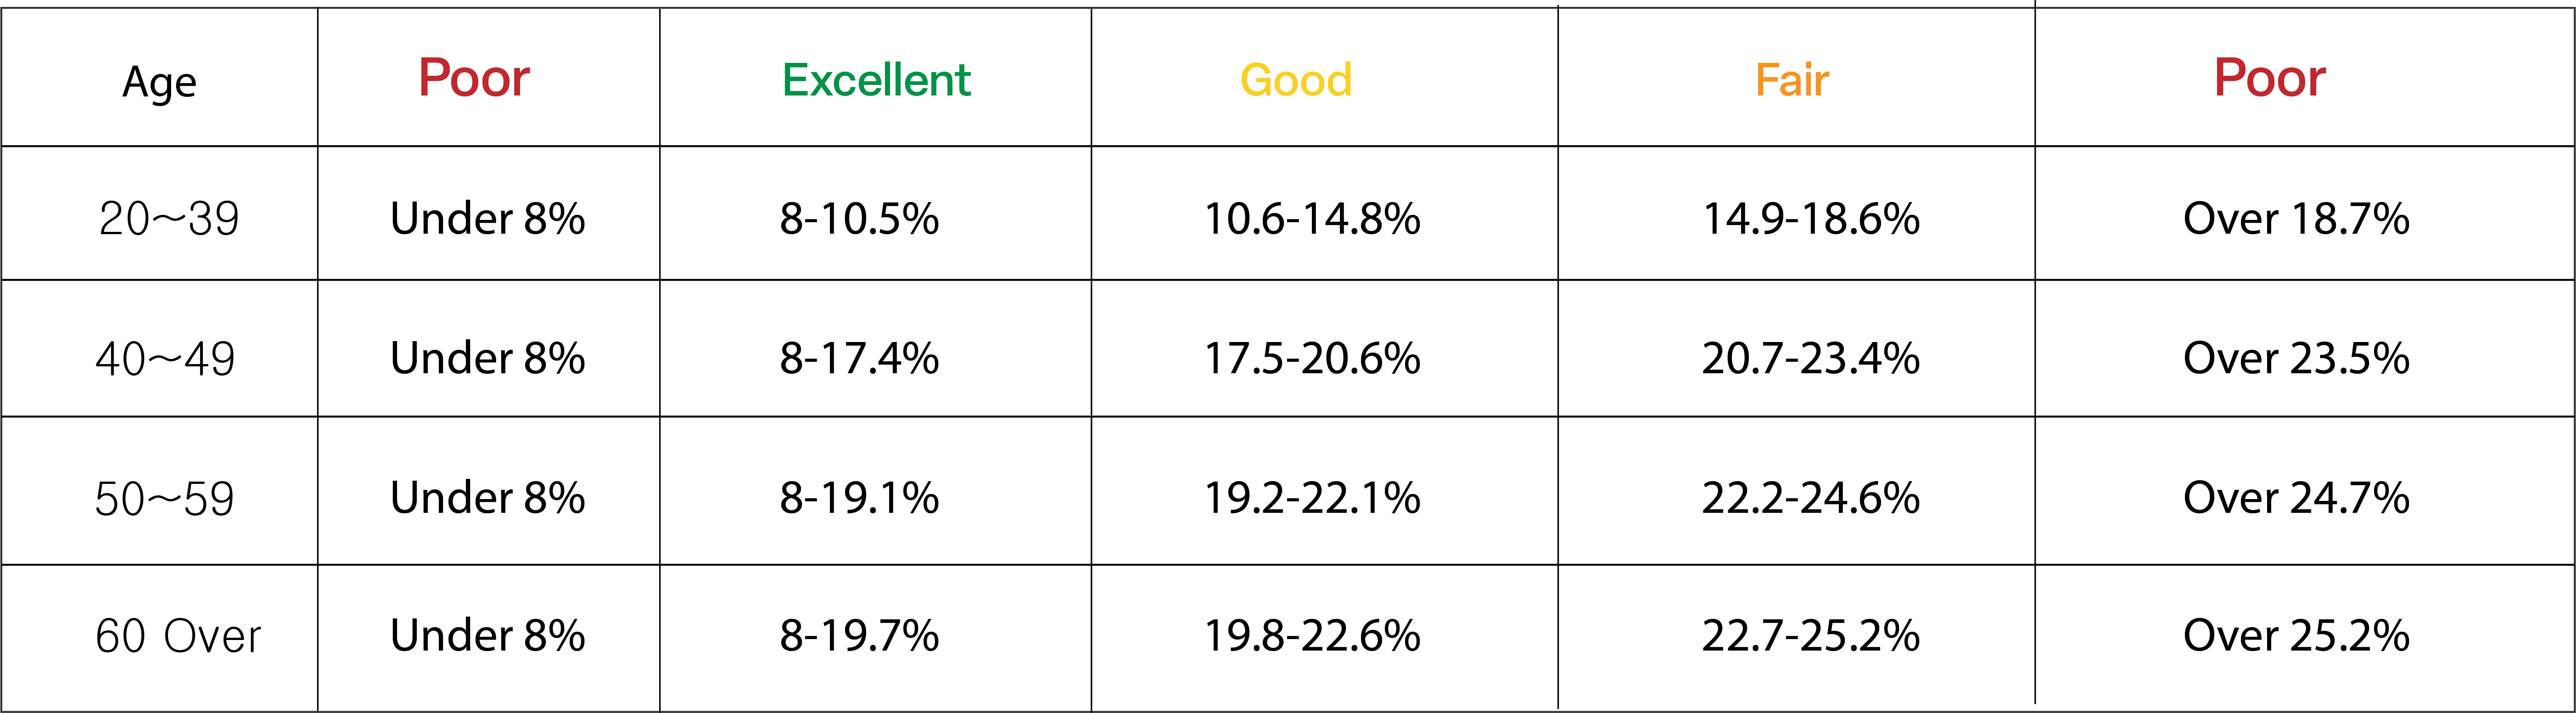 Age Poor Excellent Good Fair Poor
20~39 Under 8% 8-10.5% 10.6-14.8% 14.9-18.6% Over 18.7%
40~49 Under 8% 8-17.4% 17.5-20.6% 20.7-23.4% Over 23.5%
50~59 Under 8% 8-19.1% 19.2-22.1% 22.2-24.6% Over 24.7%
60 Over Under 8% 8-19.7% 19.8-22.6% 22.7-25.2% Over 25.2%